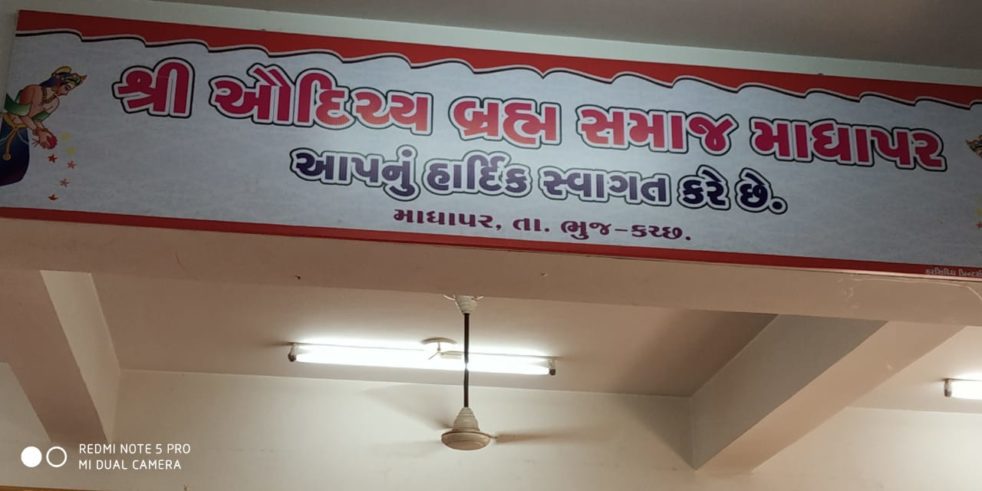 શ્રી ઔદિચ્ય બ્રહ્મ સમાજ માધાપર
આપનું હાર્દિક સ્વાગત કરે છે.
માધાપર, તા. ભુજ-કચ્છ.
REDMI NOTE 5 PRO
MI DUAL CAMERA